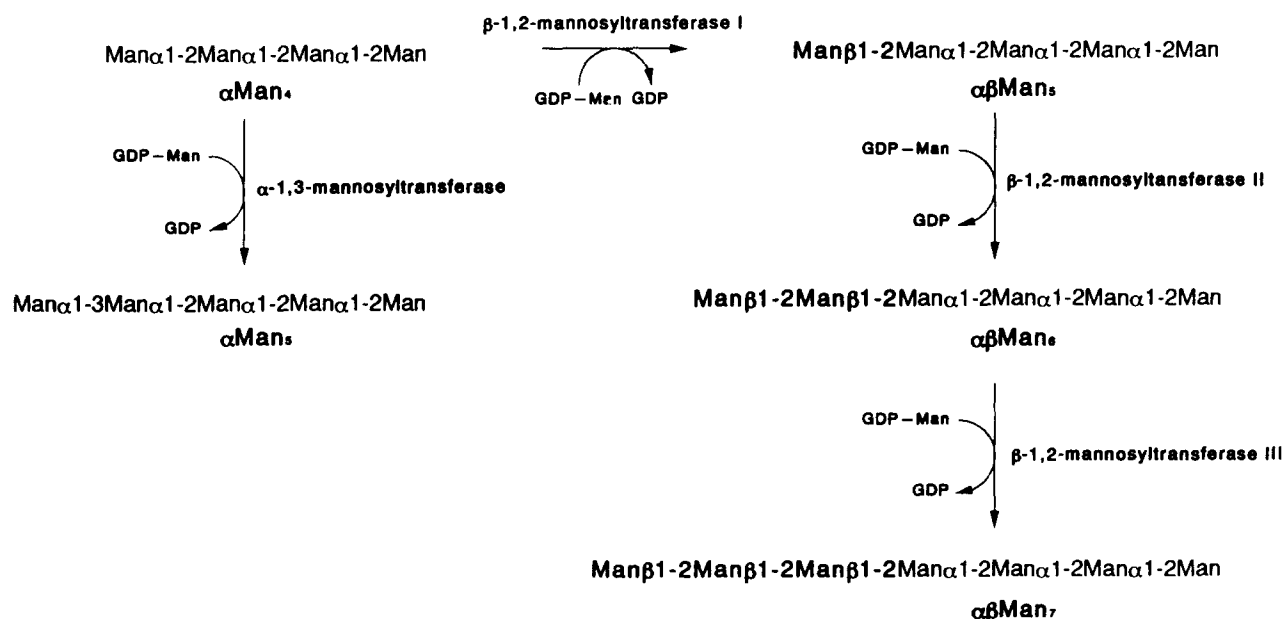 β-1,2-mannosyltransferase I
Manα1-2Manα1-2Manα1-2Man
αMan₄
GDP-Men GDP
Manβ1-2Manα1-2Manα1-2Manα1-2Man
αβMan₅
GDP-Man
α-1,3-mannosyltransferase
GDP
GDP-Man
β-1,2-mannosyltansferase II
GDP
Manα1-3Manα1-2Manα1-2Manα1-2Man
αMan₅
Manβ1-2Manβ1-2Manα1-2Manα1-2Manα1-2Man
αβMan₆
GDP-Man
β-1,2-mannosyltransferase III
GDP
Manβ1-2Manβ1-2Manβ1-2Manα1-2Manα1-2Manα1-2Man
αβMan₇